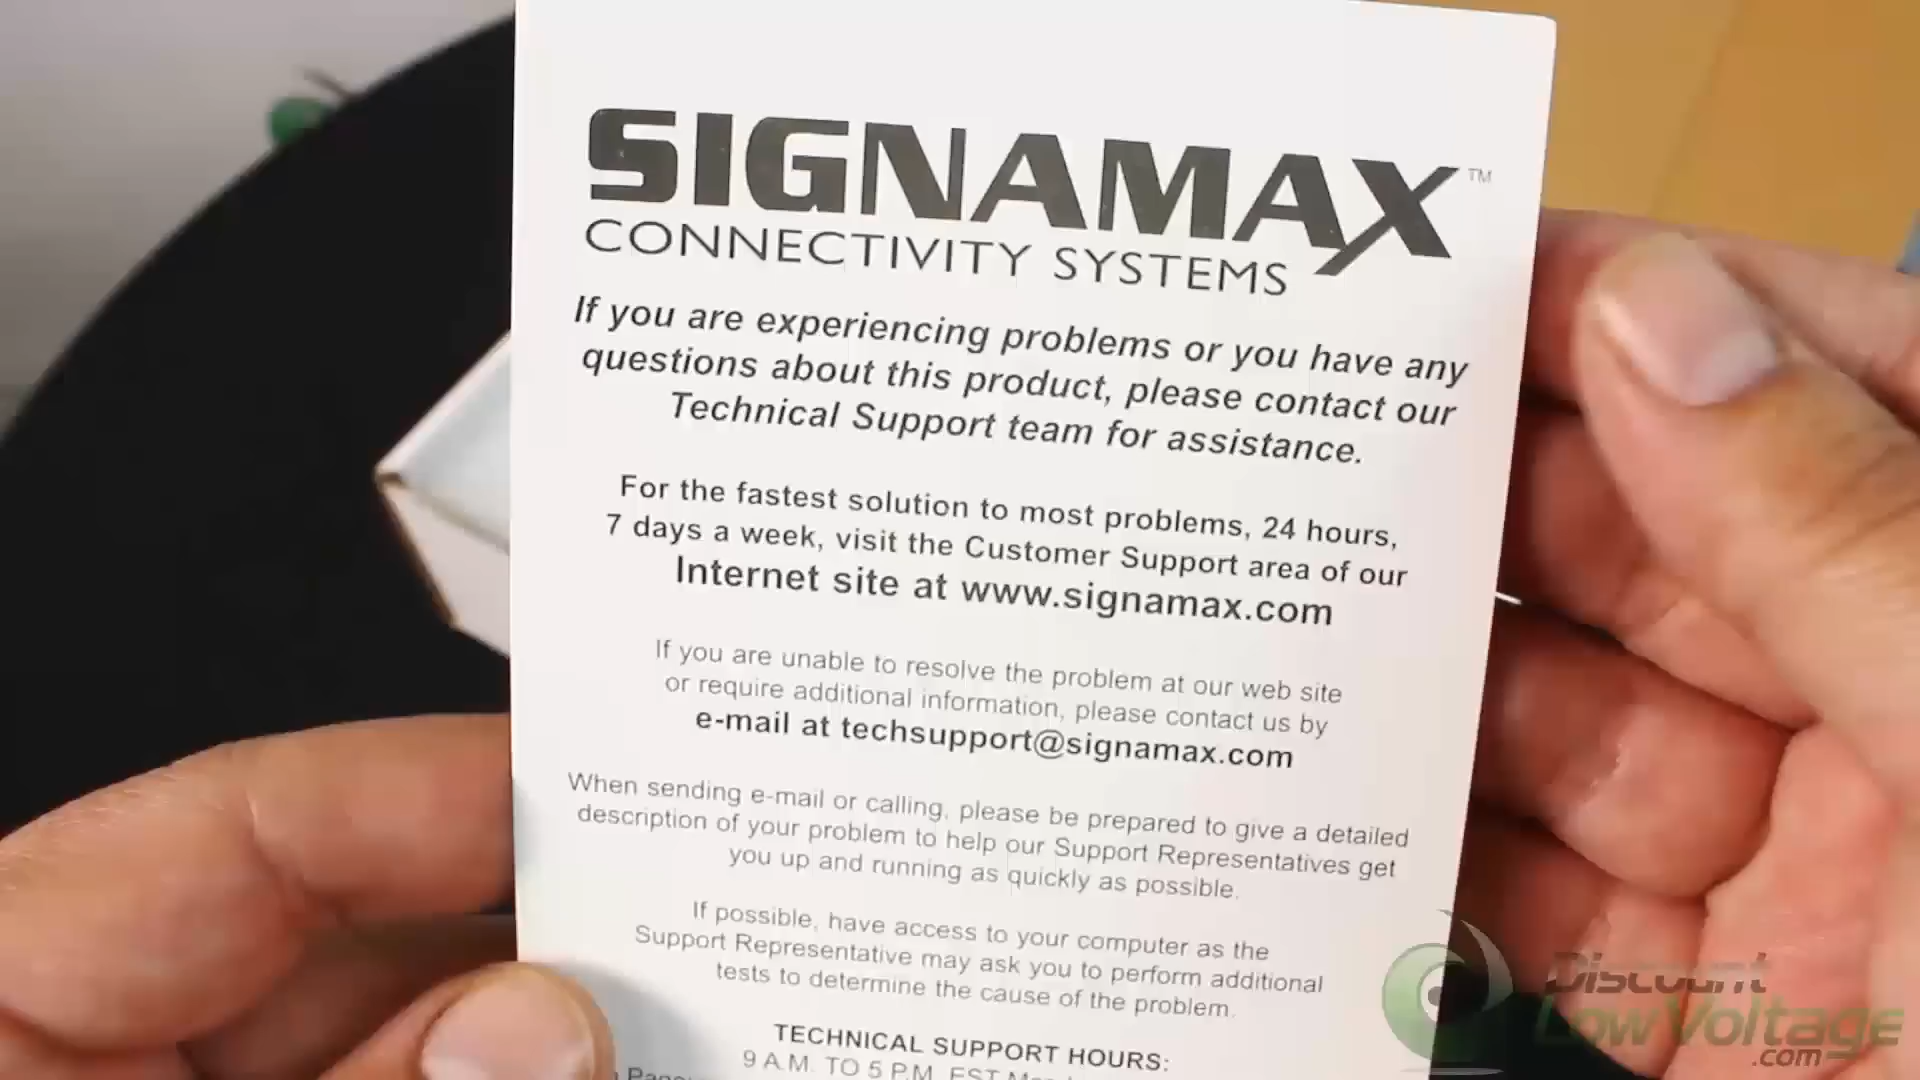 SIGNAMAX™
CONNECTIVITY SYSTEMS
If you are experiencing problems or you have any
questions about this product, please contact our
Technical Support team for assistance.
For the fastest solution to most problems, 24 hours,
7 days a week, visit the Customer Support area of our
Internet site at www.signamax.com
If you are unable to resolve the problem at our web site
or require additional information, please contact us by
e-mail at techsupport@signamax.com
When sending e-mail or calling, please be prepared to give a detailed
description of your problem to help our Support Representatives get
you up and running as quickly as possible.
If possible, have access to your computer as the
Support Representative may ask you to perform additional
tests to determine the cause of the problem.
TECHNICAL SUPPORT HOURS:
9 A.M. TO 5 P.M. EST
Discount
Low Voltage
.com